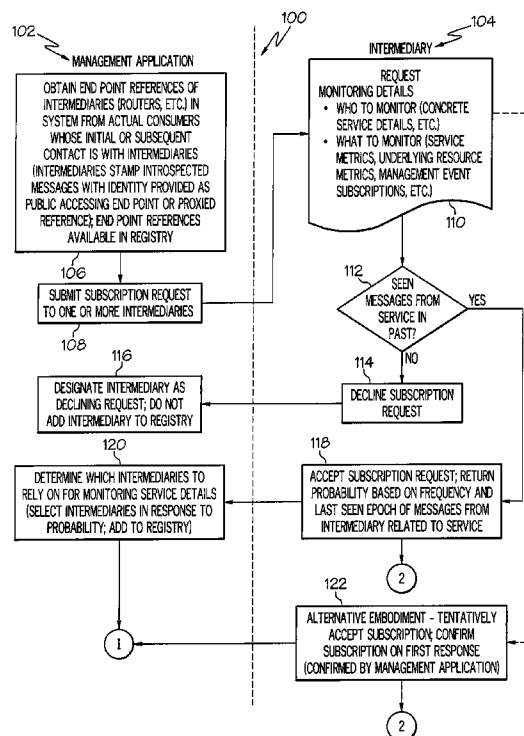 102
100
104
MANAGEMENT APPLICATION
INTERMEDIARY
OBTAIN END POINT REFERENCES OF
INTERMEDIARIES (ROUTERS, ETC.) IN
SYSTEM FROM ACTUAL CONSUMERS
WHOSE INITIAL OR SUBSEQUENT
CONTACT IS WITH INTERMEDIARIES
(INTERMEDIARIES STAMP INTROSPECTED
MESSAGES WITH IDENTITY PROVIDED AS
PUBLIC ACCESSING END POINT OR PROXIED
REFERENCE); END POINT REFERENCES
AVAILABLE IN REGISTRY
106
SUBMIT SUBSCRIPTION REQUEST
TO ONE OR MORE INTERMEDIARIES
108
REQUEST
MONITORING DETAILS
• WHO TO MONITOR (CONCRETE
SERVICE DETAILS, ETC.)
• WHAT TO MONITOR (SERVICE
METRICS, UNDERLYING RESOURCE
METRICS, MANAGEMENT EVENT
SUBSCRIPTIONS, ETC.)
110
112
SEEN
MESSAGES FROM
SERVICE IN
PAST?
YES
NO
114
DECLINE SUBSCRIPTION
REQUEST
116
DESIGNATE INTERMEDIARY AS
DECLINING REQUEST; DO NOT
ADD INTERMEDIARY TO REGISTRY
118
ACCEPT SUBSCRIPTION REQUEST; RETURN
PROBABILITY BASED ON FREQUENCY AND
LAST SEEN EPOCH OF MESSAGES FROM
INTERMEDIARY RELATED TO SERVICE
2
120
DETERMINE WHICH INTERMEDIARIES TO
RELY ON FOR MONITORING SERVICE DETAILS
(SELECT INTERMEDIARIES IN RESPONSE TO
PROBABILITY; ADD TO REGISTRY)
1
122
ALTERNATIVE EMBODIMENT - TENTATIVELY
ACCEPT SUBSCRIPTION; CONFIRM
SUBSCRIPTION ON FIRST RESPONSE
(CONFIRMED BY MANAGEMENT APPLICATION)
2